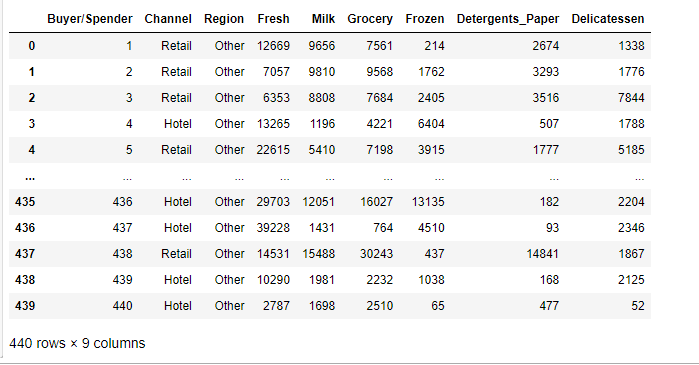 Buyer/Spender Channel Region Fresh Milk Grocery Frozen Detergents_Paper Delicatessen
0 1 Retail Other 12669 9656 7561 214 2674 1338
1 2 Retail Other 7057 9810 9568 1762 3293 1776
2 3 Retail Other 6353 8808 7684 2405 3516 7844
3 4 Hotel Other 13265 1196 4221 6404 507 1788
4 5 Retail Other 22615 5410 7198 3915 1777 5185
... ... ... ... ... ... ... ... ... ...
435 436 Hotel Other 29703 12051 16027 13135 182 2204
436 437 Hotel Other 39228 1431 764 4510 93 2346
437 438 Retail Other 14531 15488 30243 437 14841 1867
438 439 Hotel Other 10290 1981 2232 1038 168 2125
439 440 Hotel Other 2787 1698 2510 65 477 52
440 rows × 9 columns